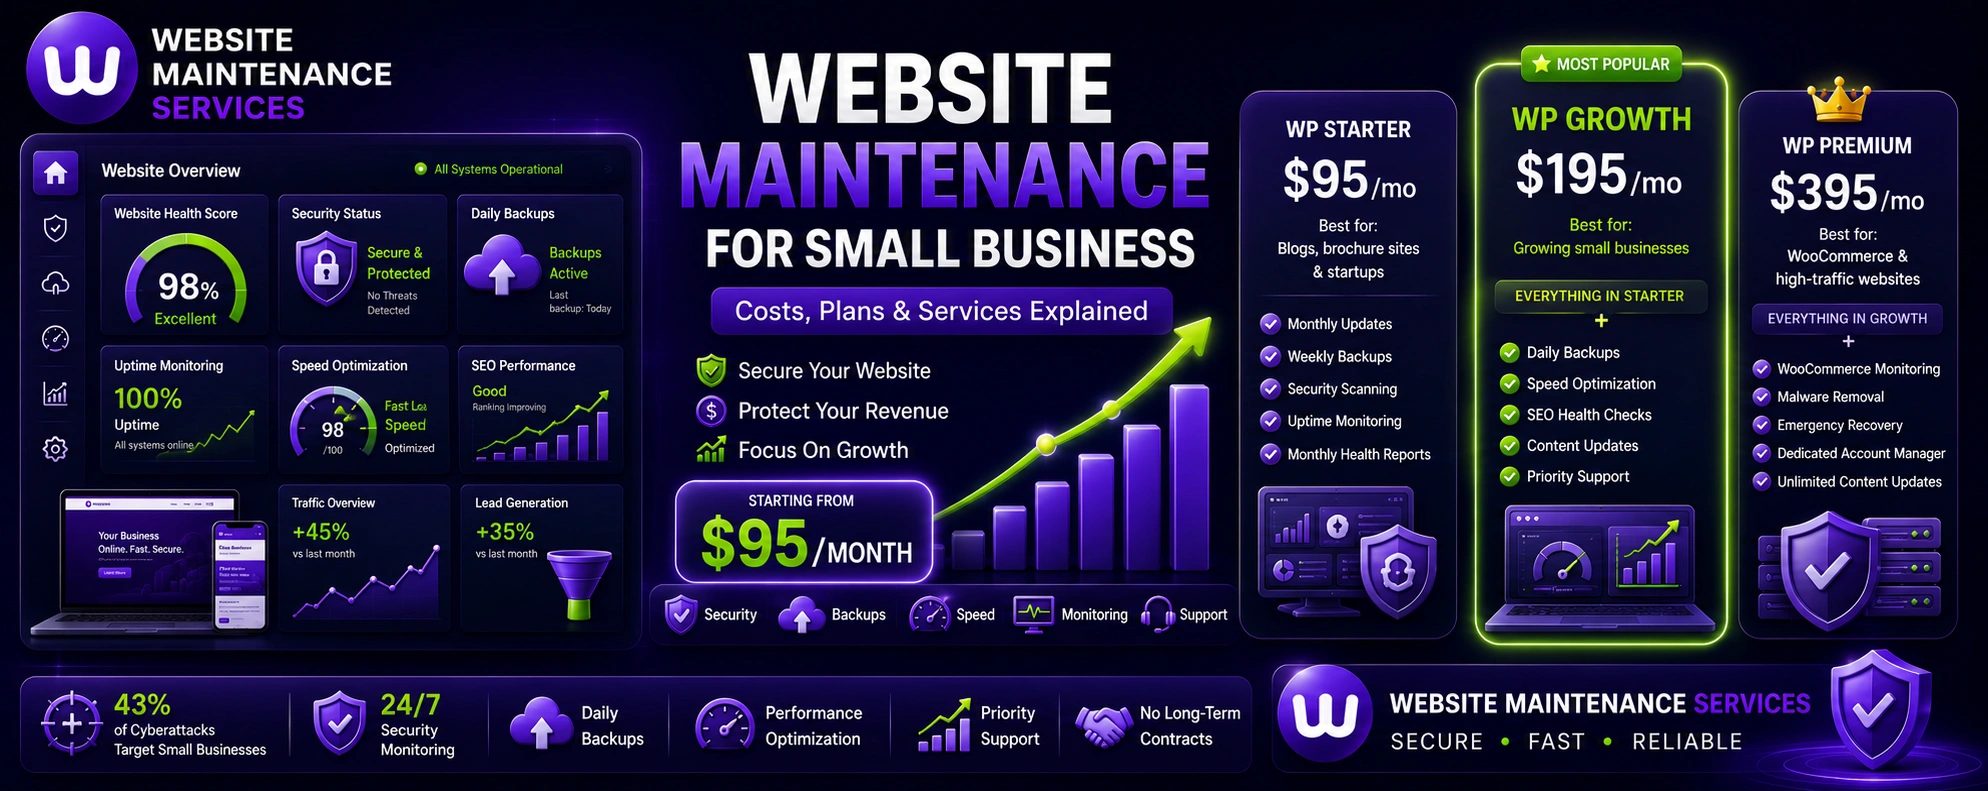 WEBSITE
MAINTENANCE
SERVICES
Website Overview
All Systems Operational
Website Health Score
98%
Excellent
Security Status
Secure &
Protected
No Threats
Detected
Daily Backups
Backups
Active
Last
backup: Today
Uptime Monitoring
100%
Uptime
All systems online
Speed Optimization
98
/100
Fast
Speed
Optimized
SEO Performance
Good
Ranking Improving
Your Business
Online. Fast. Secure.
Traffic Overview
+45%
vs last month
Lead Generation
+35%
vs last month
WEBSITE
MAINTENANCE
FOR SMALL BUSINESS
Costs, Plans & Services Explained
Secure Your Website
$
Protect Your Revenue
Focus On Growth
STARTING FROM
$95/MONTH
Security
Backups
Speed
Monitoring
Support
WP STARTER
$95/mo
Best for:
Blogs, brochure sites
& startups
Monthly Updates
Weekly Backups
Security Scanning
Uptime Monitoring
Monthly Health Reports
MOST POPULAR
WP GROWTH
$195/mo
Best for:
Growing small businesses
EVERYTHING IN STARTER
+
Daily Backups
Speed Optimization
SEO Health Checks
Content Updates
Priority Support
WP PREMIUM
$395/mo
Best for:
WooCommerce &
high-traffic websites
EVERYTHING IN GROWTH
+
WooCommerce Monitoring
Malware Removal
Emergency Recovery
Dedicated Account Manager
Unlimited Content Updates
43%
of Cyberattacks
Target Small Businesses
24/7
Security
Monitoring
Daily
Backups
Performance
Optimization
Priority
Support
No Long-Term
Contracts
WEBSITE MAINTENANCE SERVICES
SECURE • FAST • RELIABLE